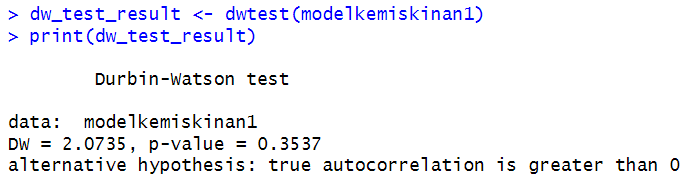 > dw_test_result <- dwtest(modelkemiskinan1)
> print(dw_test_result)
Durbin-Watson test
data:  modelkemiskinan1
DW = 2.0735, p-value = 0.3537
alternative hypothesis: true autocorrelation is greater than 0